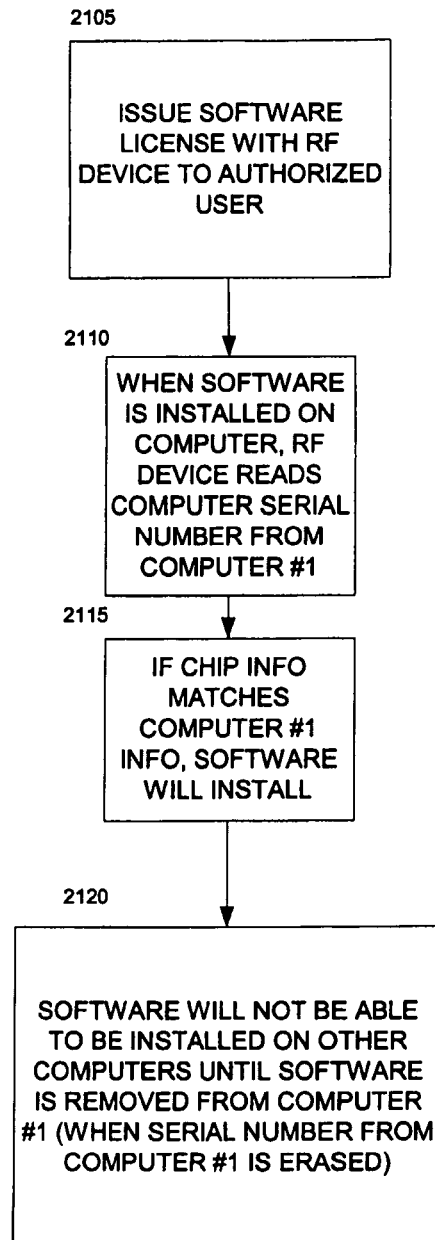 2105
ISSUE SOFTWARE
LICENSE WITH RF
DEVICE TO AUTHORIZED
USER
2110
WHEN SOFTWARE
IS INSTALLED ON
COMPUTER, RF
DEVICE READS
COMPUTER SERIAL
NUMBER FROM
COMPUTER #1
2115
IF CHIP INFO
MATCHES
COMPUTER #1
INFO, SOFTWARE
WILL INSTALL
2120
SOFTWARE WILL NOT BE ABLE
TO BE INSTALLED ON OTHER
COMPUTERS UNTIL SOFTWARE
IS REMOVED FROM COMPUTER
#1 (WHEN SERIAL NUMBER FROM
COMPUTER #1 IS ERASED)